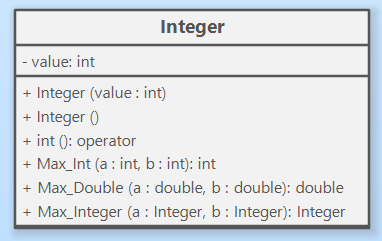 Integer
- value: int
+ Integer (value : int)
+ Integer ()
+ int (): operator
+ Max_Int (a : int, b : int): int
+ Max_Double (a : double, b : double): double
+ Max_Integer (a : Integer, b : Integer): Integer